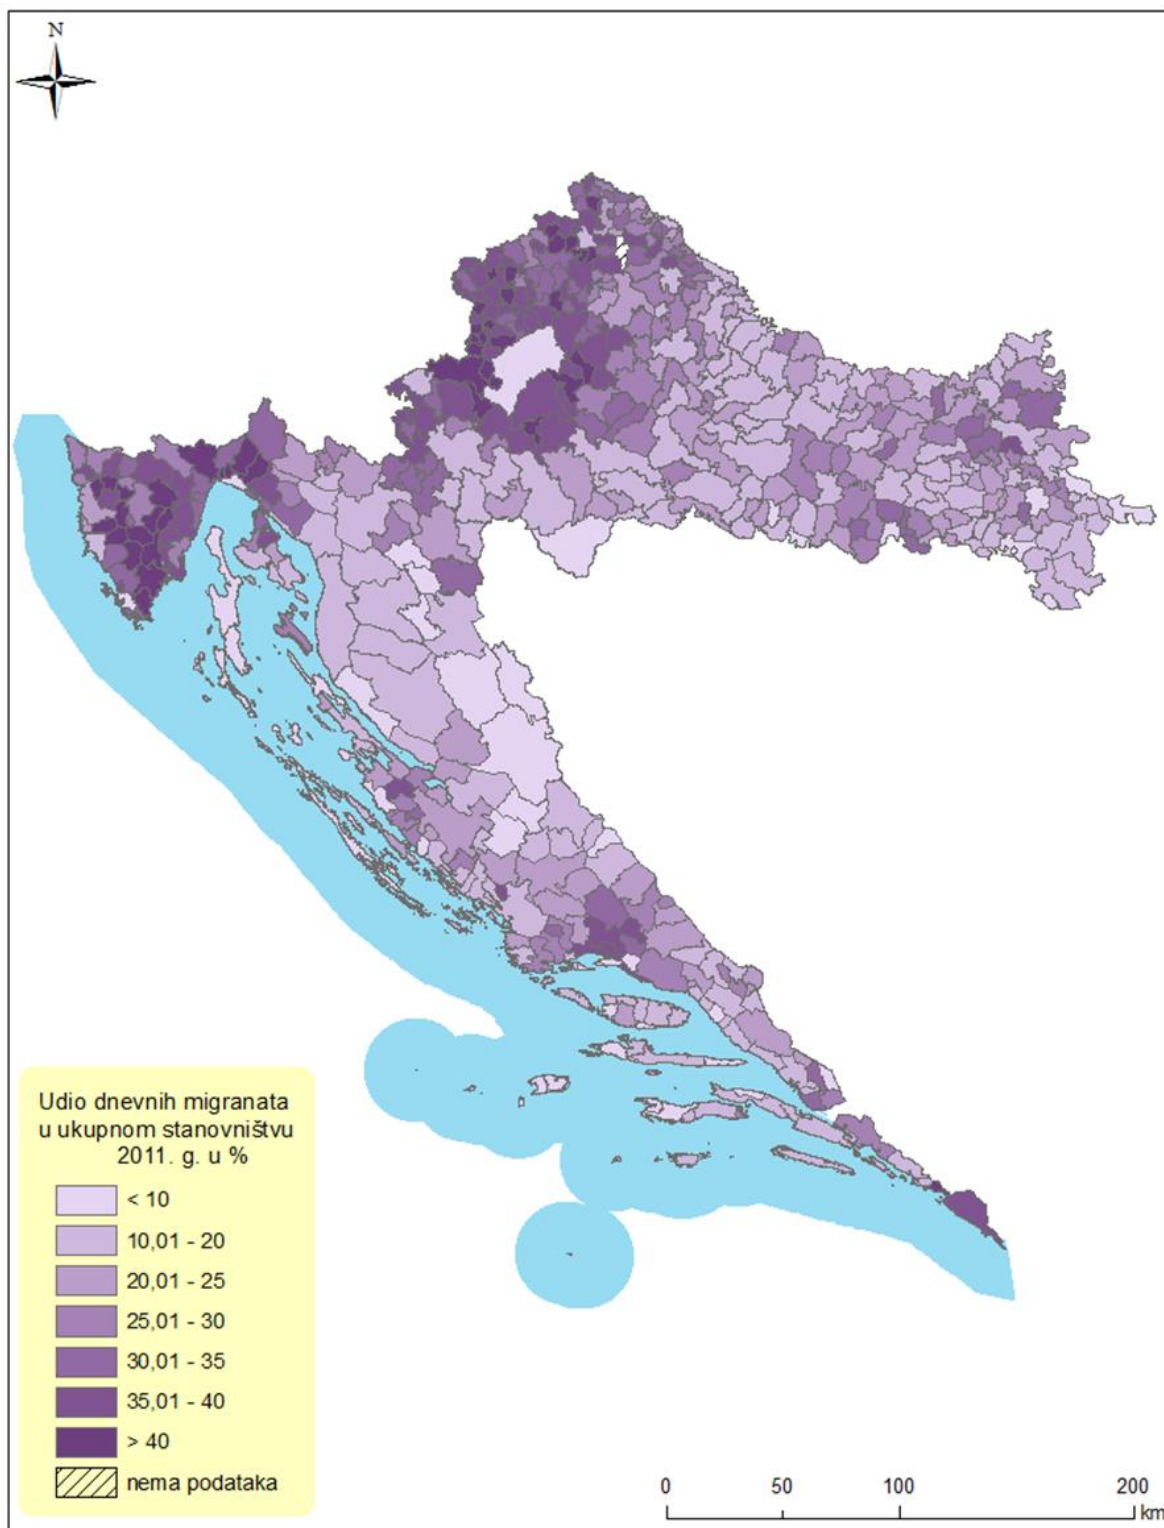 N
Udio dnevnih migranata
u ukupnom stanovništvu
2011. g. u %
< 10
10,01 - 20
20,01 - 25
25,01 - 30
30,01 - 35
35,01 - 40
> 40
nema podataka
0 50 100 200
km